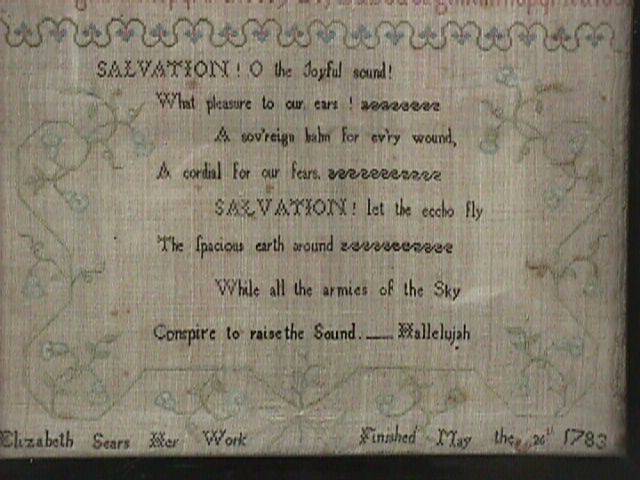 SALVATION! O the Joyful sound!
What pleasure to our ears!
A sov'reign balm for ev'ry wound,
A cordial for our fears.
SALVATION! let the eccho fly
The spacious earth around
While all the armies of the Sky
Conspire to raise the Sound. Hallelujah
Elizabeth Sears Her Work Finished May the 26th 1783